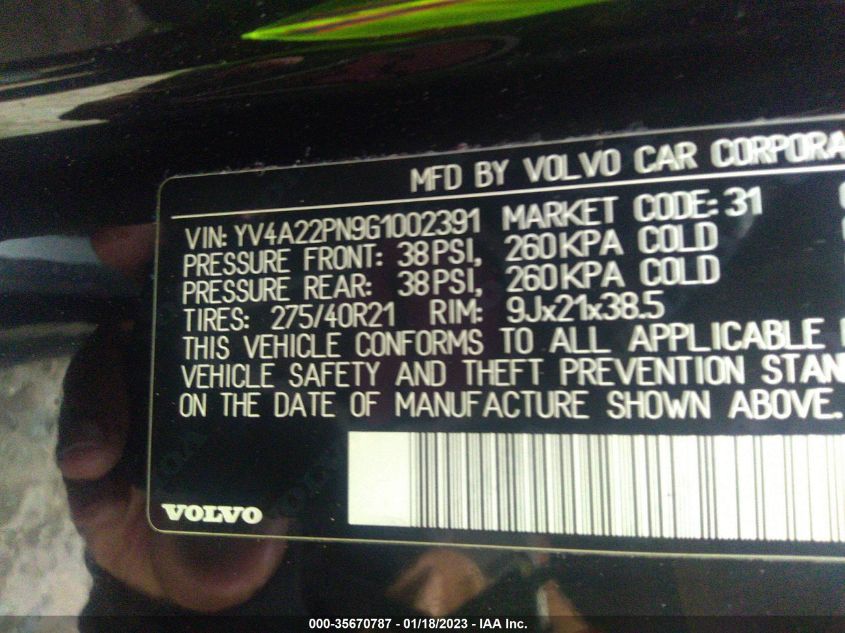 MFD BY VOLVO CAR
VIN: YV4A22PN9G1002391 MARKET CODE: 31
PRESSURE FRONT: 38 PSI, 260 KPA COLD
PRESSURE REAR: 38 PSI, 260 KPA COLD
TIRES: 275/40R21 RIM: 9Jx21x38.5
THIS VEHICLE CONFORMS TO ALL APPLICABLE
VEHICLE SAFETY AND THEFT PREVENTION
ON THE DATE OF MANUFACTURE SHOWN ABOVE.
VOLVO
000-35670787 - 01/18/2023 - IAA Inc.